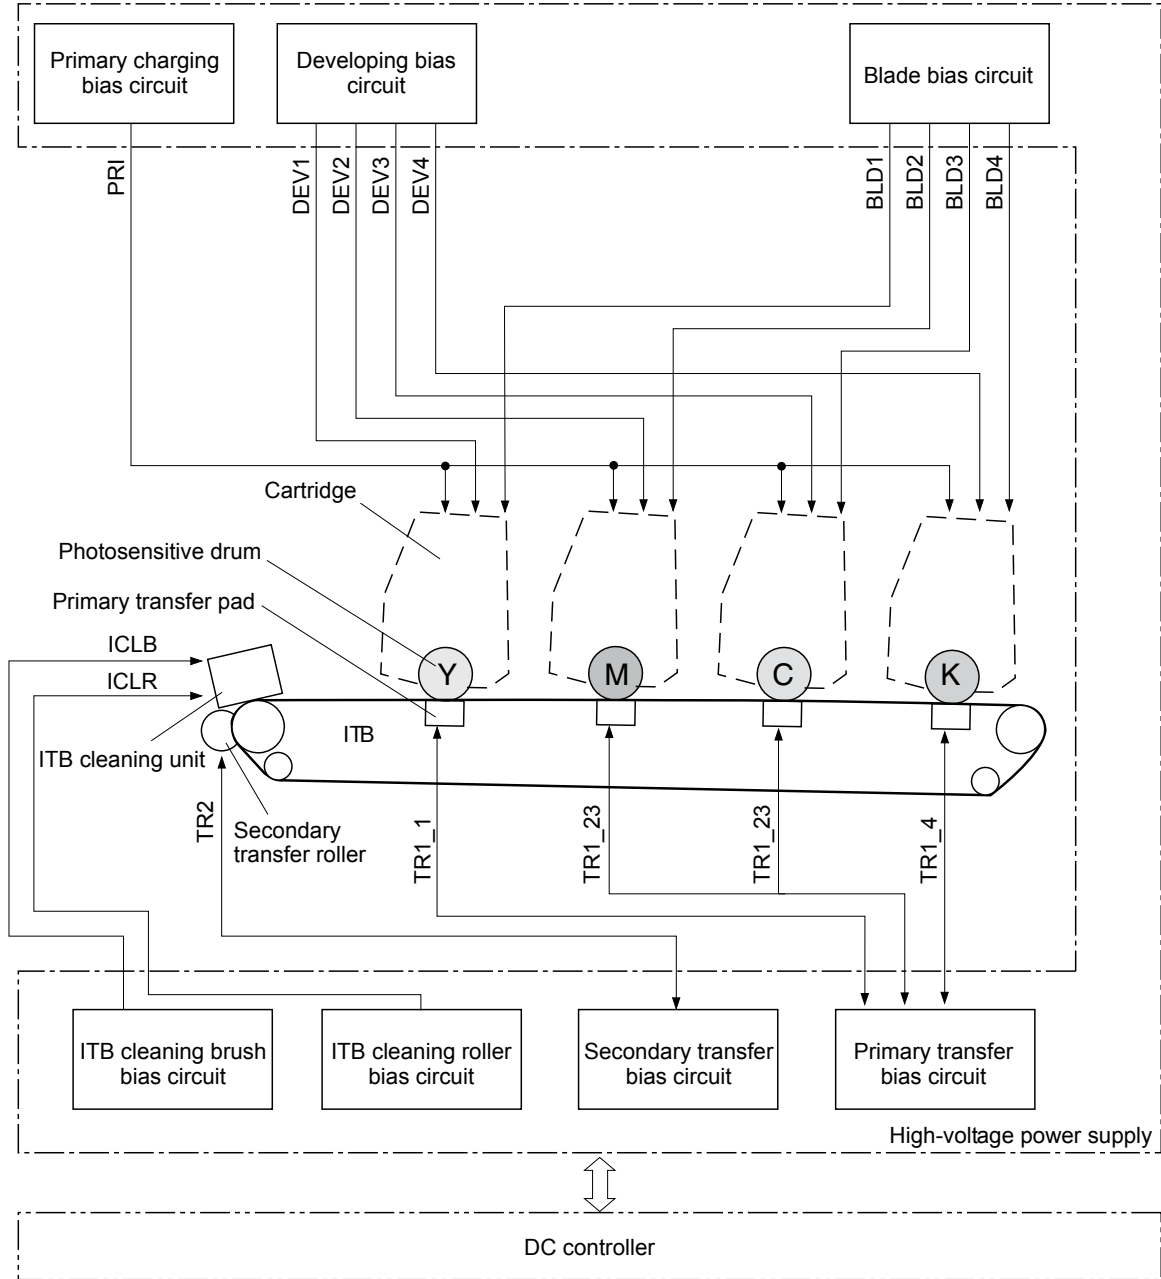 Primary charging
bias circuit
Developing bias
circuit
Blade bias circuit
PRI
DEV1
DEV2
DEV3
DEV4
BLD1
BLD2
BLD3
BLD4
Cartridge
Photosensitive drum
Primary transfer pad
ICLB
ICLR
Y
M
C
K
ITB
ITB cleaning unit
TR2
Secondary
transfer roller
TR1_1
TR1_23
TR1_23
TR1_4
ITB cleaning brush
bias circuit
ITB cleaning roller
bias circuit
Secondary transfer
bias circuit
Primary transfer
bias circuit
High-voltage power supply
DC controller